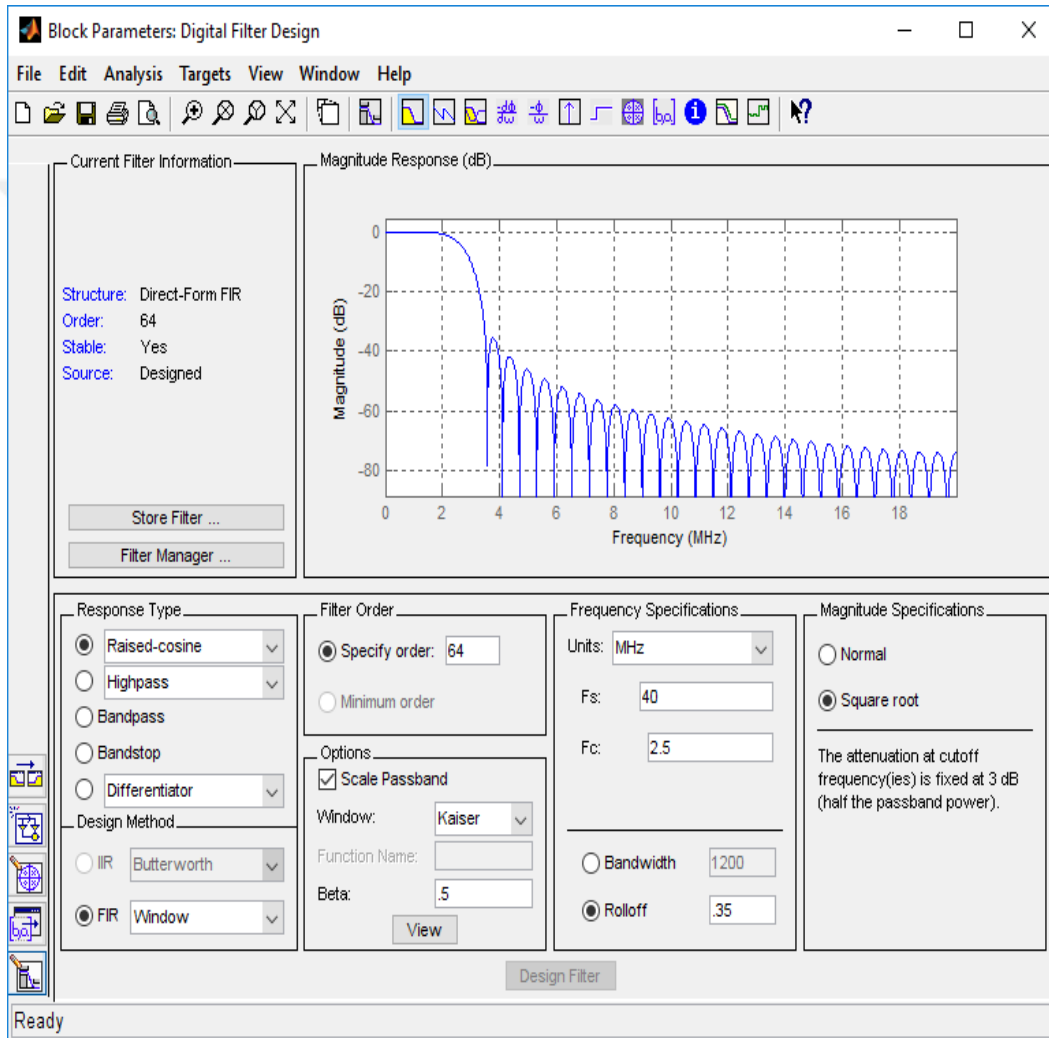 Block Parameters: Digital Filter Design
File Edit Analysis Targets View Window Help
Current Filter Information
Structure: Direct-Form FIR
Order: 64
Stable: Yes
Source: Designed
Store Filter ...
Filter Manager ...
Magnitude Response (dB)
Magnitude (dB)
0
-20
-40
-60
-80
0 2 4 6 8 10 12 14 16 18
Frequency (MHz)
Response Type
Raised-cosine
Highpass
Bandpass
Bandstop
Differentiator
Design Method
IIR Butterworth
FIR Window
Filter Order
Specify order: 64
Minimum order
Options
Scale Passband
Window: Kaiser
Function Name:
Beta: .5
View
Frequency Specifications
Units: MHz
Fs: 40
Fc: 2.5
Bandwidth 1200
Rolloff .35
Magnitude Specifications
Normal
Square root
The attenuation at cutoff
frequency(ies) is fixed at 3 dB
(half the passband power).
Design Filter
Ready